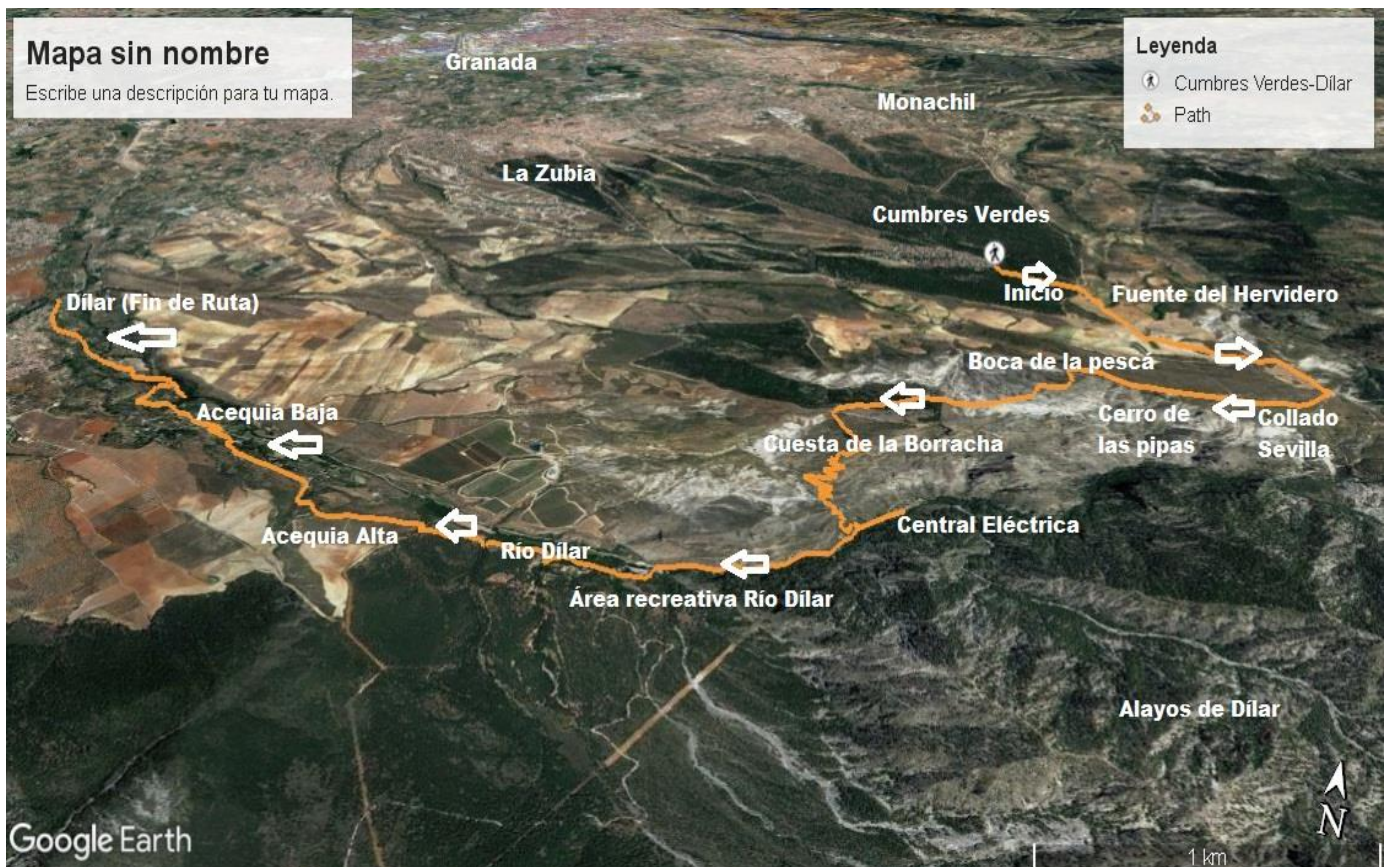 Mapa sin nombre
Escribe una descripción para tu mapa.
Leyenda
Cumbres Verdes-Dílar
Path
Granada
Monachil
La Zubia
Cumbres Verdes
Inicio
Fuente del Hervidero
Dílar (Fin de Ruta)
Boca de la pescá
Acequia Baja
Cerro de
las pipas
Collado
Sevilla
Cuesta de la Borracha
Central Eléctrica
Acequia Alta
Río Dílar
Área recreativa Río Dílar
Alayos de Dílar
N
Google Earth
1 km